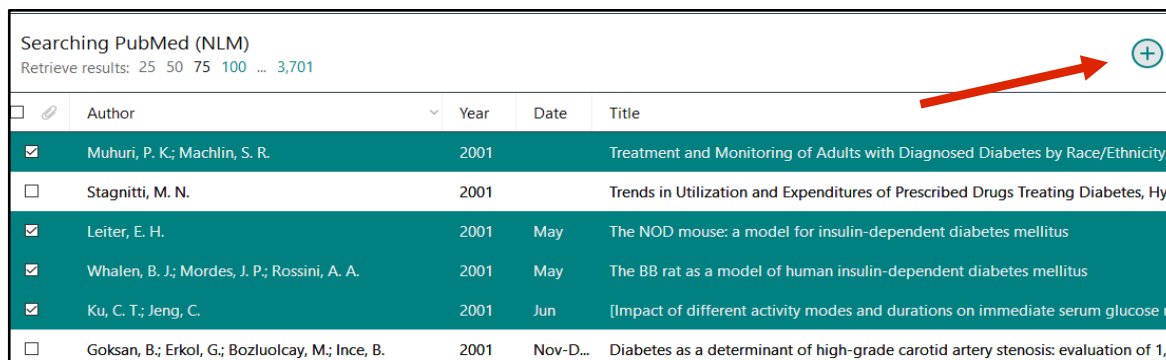 Searching PubMed (NLM)
Retrieve results: 25 50 75 100 ... 3,701
Author Year Date Title
Muhuri, P. K.; Machlin, S. R. 2001 Treatment and Monitoring of Adults with Diagnosed Diabetes by Race/Ethnicity
Stagnitti, M. N. 2001 Trends in Utilization and Expenditures of Prescribed Drugs Treating Diabetes, Hy
Leiter, E. H. 2001 May The NOD mouse: a model for insulin-dependent diabetes mellitus
Whalen, B. J.; Mordes, J. P.; Rossini, A. A. 2001 May The BB rat as a model of human insulin-dependent diabetes mellitus
Ku, C. T.; Jeng, C. 2001 Jun [Impact of different activity modes and durations on immediate serum glucose
Goksan, B.; Erkol, G.; Bozluolcay, M.; Ince, B. 2001 Nov-D... Diabetes as a determinant of high-grade carotid artery stenosis: evaluation of 1,